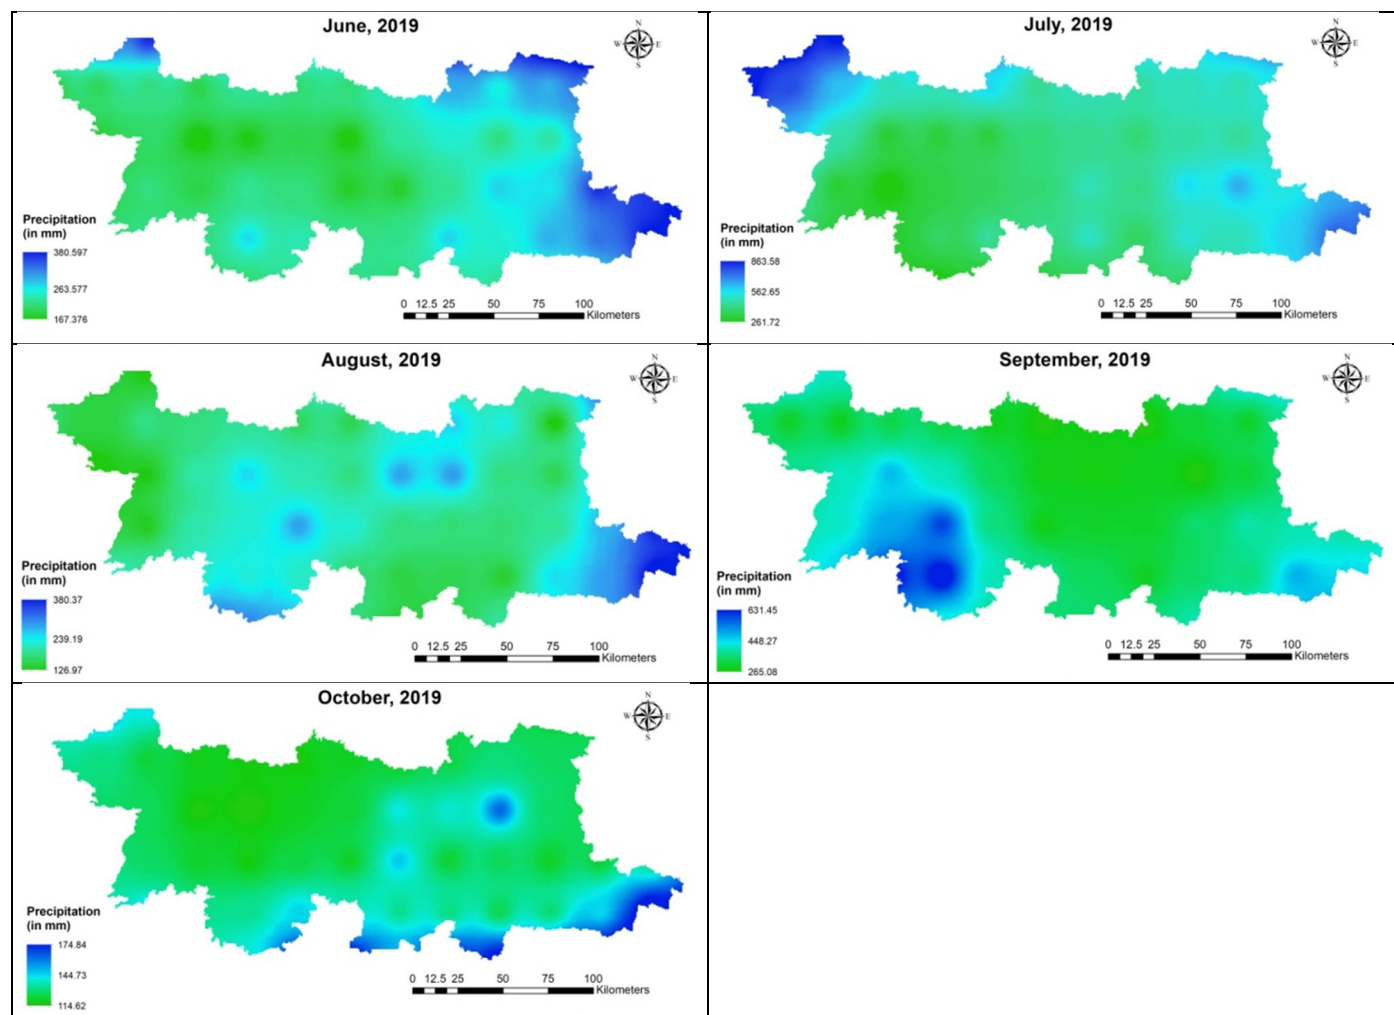 June, 2019
N
W E
S
Precipitation
(in mm)
380.597
263.577
167.376
0 12.5 25 50 75 100
Kilometers
July, 2019
N
W E
S
Precipitation
(in mm)
863.58
562.65
261.72
0 12.5 25 50 75 100
Kilometers
August, 2019
N
W E
S
Precipitation
(in mm)
380.37
239.19
126.97
0 12.5 25 50 75 100
Kilometers
September, 2019
N
W E
S
Precipitation
(in mm)
631.45
448.27
265.08
0 12.5 25 50 75 100
Kilometers
October, 2019
N
W E
S
Precipitation
(in mm)
174.84
144.73
114.62
0 12.5 25 50 75 100
Kilometers